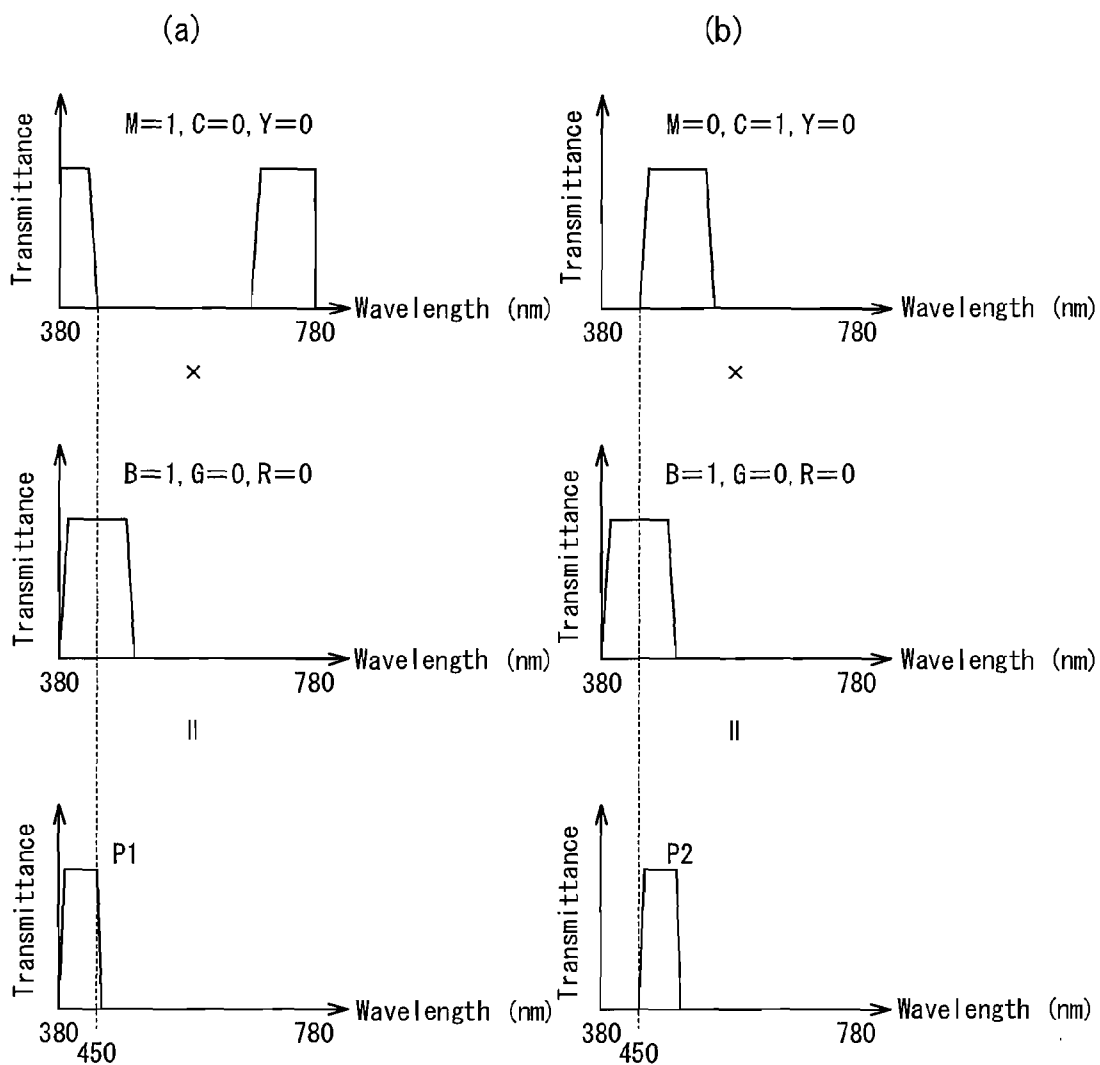 (a)
Transmittance
M=1, C=0, Y=0
Wavelength (nm)
380
780
×
Transmittance
B=1, G=0, R=0
Wavelength (nm)
380
780
=
Transmittance
P1
Wavelength (nm)
380
780
450
(b)
Transmittance
M=0, C=1, Y=0
Wavelength (nm)
380
780
×
Transmittance
B=1, G=0, R=0
Wavelength (nm)
380
780
=
Transmittance
P2
Wavelength (nm)
380
780
450